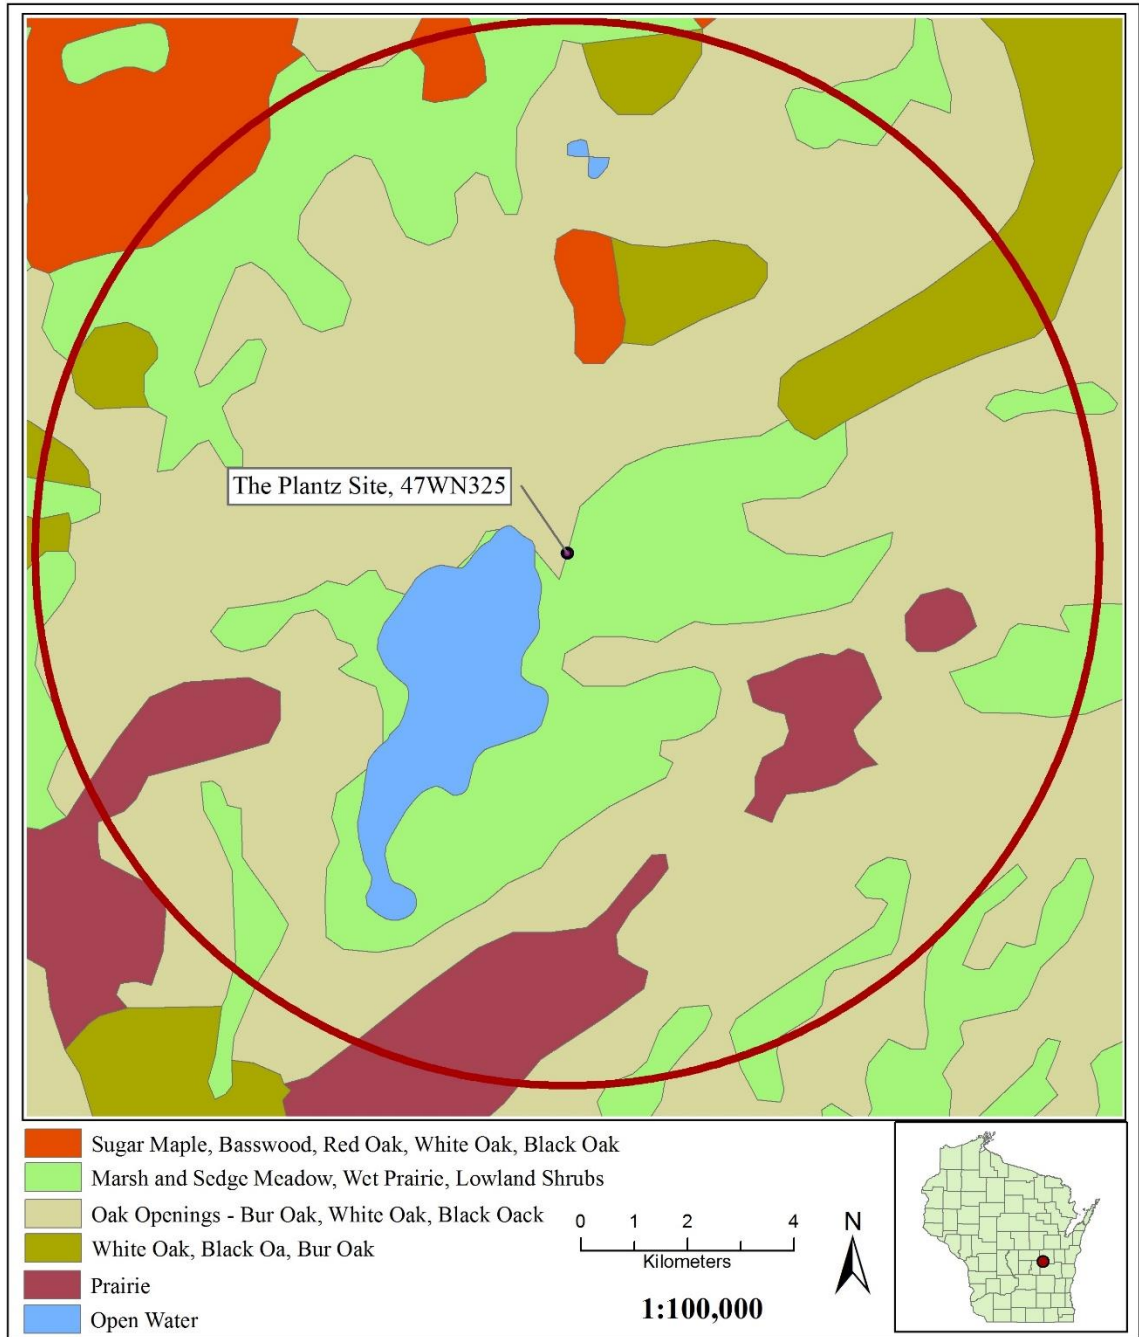 The Plantz Site, 47WN325
Sugar Maple, Basswood, Red Oak, White Oak, Black Oak
Marsh and Sedge Meadow, Wet Prairie, Lowland Shrubs
Oak Openings - Bur Oak, White Oak, Black Oack
White Oak, Black Oa, Bur Oak
Prairie
Open Water
0 1 2 4
Kilometers
1:100,000
N